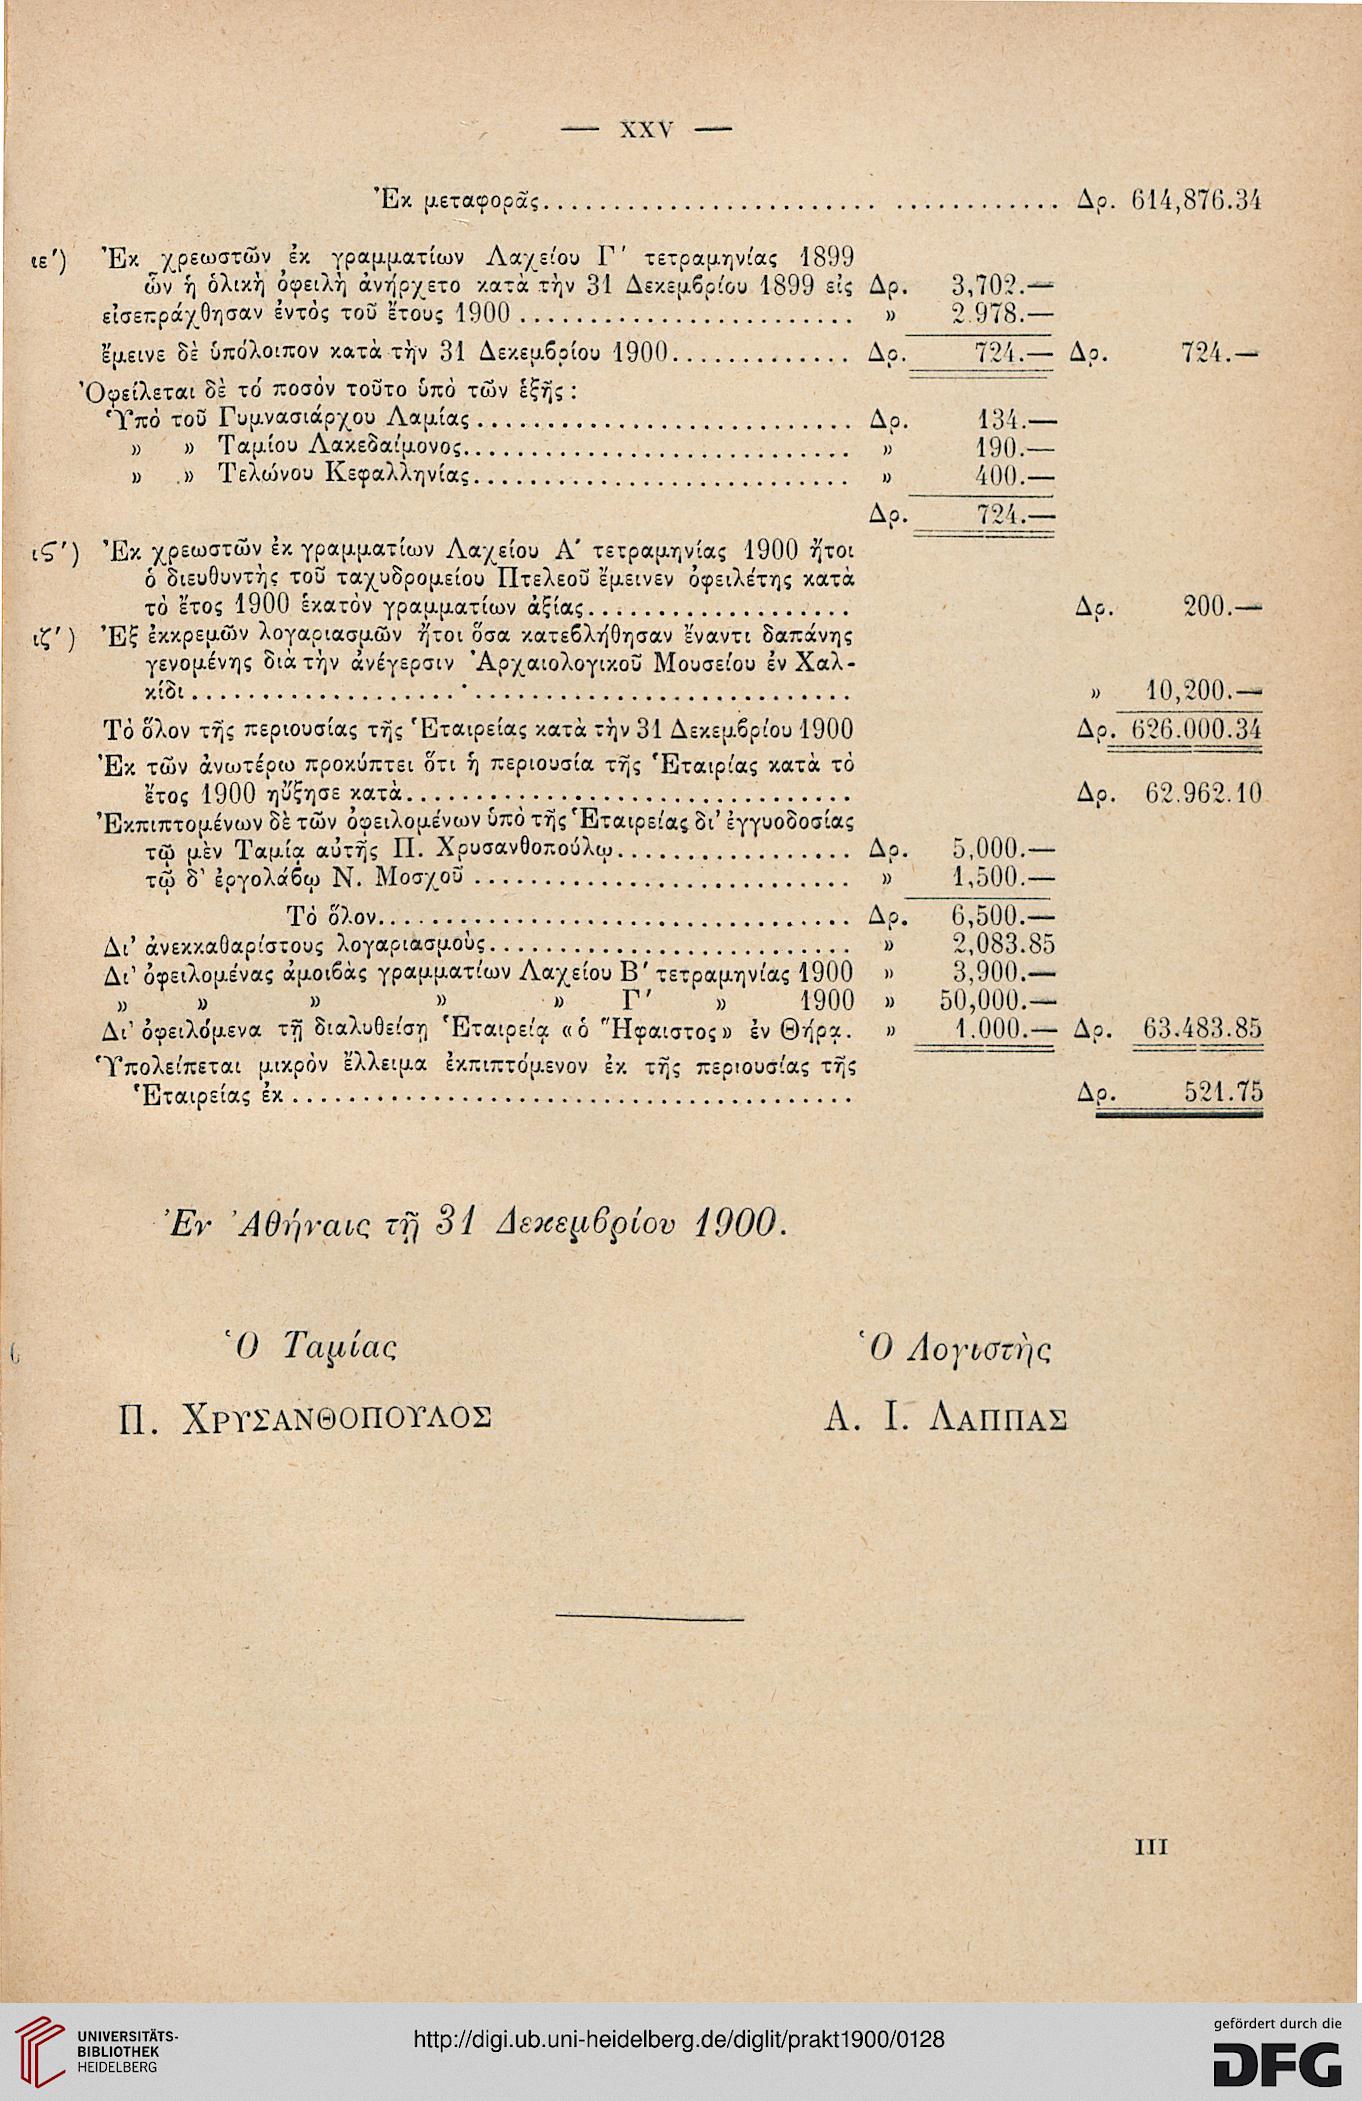 — XXV —
Ἐκ μεταφορᾶς . . . . . Δρ. 614,876.34
ιε΄) Ἐκ χρεωστῶν ἐκ γραμματίων Λαχείου Γ΄ τετραμηνίας 1899
ὧν ἡ ὁλικὴ ὀφειλὴ ἀνήρχετο κατὰ τὴν 31 Δεκεμβρίου 1899 εἰς Δρ. 3,702.—
εἰσεπράχθησαν ἐντὸς τοῦ ἔτους 1900 . . . . . » 2.978.—
ἔμεινε δὲ ὑπόλοιπον κατὰ τὴν 31 Δεκεμβρίου 1900 . . . . . Δρ. 724.— Δρ. 724.—
Ὀφείλεται δὲ τὸ ποσὸν τοῦτο ὑπὸ τῶν ἑξῆς :
Ὑπὸ τοῦ Γυμνασιάρχου Λαμίας . . . . . Δρ. 134.—
» » Ταμίου Λακεδαίμονος . . . . . » 190.—
» » Τελώνου Κεφαλληνίας . . . . . » 400.—
Δρ. 724.—
ιϚ΄) Ἐκ χρεωστῶν ἐκ γραμματίων Λαχείου Α΄ τετραμηνίας 1900 ἤτοι
ὁ διευθυντὴς τοῦ ταχυδρομείου Πτελεοῦ ἔμεινεν ὀφειλέτης κατὰ
τὸ ἔτος 1900 ἑκατὸν γραμματίων ἀξίας . . . . . Δρ. 200.—
ιζ΄) Ἐξ ἐκκρεμῶν λογαριασμῶν ἤτοι ὅσα κατεβλήθησαν ἔναντι δαπάνης
γενομένης διὰ τὴν ἀνέγερσιν Ἀρχαιολογικοῦ Μουσείου ἐν Χαλ-
κίδι . . . . . » 10,200.—
Τὸ ὅλον τῆς περιουσίας τῆς Ἑταιρείας κατὰ τὴν 31 Δεκεμβρίου 1900 Δρ. 626.000.34
Ἐκ τῶν ἀνωτέρω προκύπτει ὅτι ἡ περιουσία τῆς Ἑταιρίας κατὰ τὸ
ἔτος 1900 ηὔξησε κατὰ . . . . . Δρ. 62.962.10
Ἐκπιπτομένων δὲ τῶν ὀφειλομένων ὑπὸ τῆς Ἑταιρείας δι' ἐγγυοδοσίας
τῷ μὲν Ταμίᾳ αὐτῆς Π. Χρυσανθοπούλῳ . . . . . Δρ. 5,000.—
τῷ δ' ἐργολάβῳ Ν. Μοσχοῦ . . . . . » 1,500.—
Τὸ ὅλον . . . . . Δρ. 6,500.—
Δι' ἀνεκκαθαρίστους λογαριασμοὺς . . . . . » 2,083.85
Δι' ὀφειλομένας ἀμοιβὰς γραμματίων Λαχείου Β΄ τετραμηνίας 1900 » 3,900.—
» » » » » Γ΄ » 1900 » 50,000.—
Δι' ὀφειλόμενα τῇ διαλυθείσῃ Ἑταιρείᾳ «ὁ Ἥφαιστος» ἐν Θήρᾳ. » 1.000.— Δρ. 63.483.85
Ὑπολείπεται μικρὸν ἔλλειμα ἐκπιπτόμενον ἐκ τῆς περιουσίας τῆς
Ἑταιρείας ἐκ . . . . . Δρ. 521.75
Ἐν Ἀθήναις τῇ 31 Δεκεμβρίου 1900.
Ὁ Ταμίας Ὁ Λογιστὴς
Π. ΧΡΥΣΑΝΘΟΠΟΥΛΟΣ Α. Ι. ΛΑΠΠΑΣ
III
UNIVERSITÄTS-
BIBLIOTHEK
HEIDELBERG
http://digi.ub.uni-heidelberg.de/diglit/prakt1900/0128
gefördert durch die
DFG